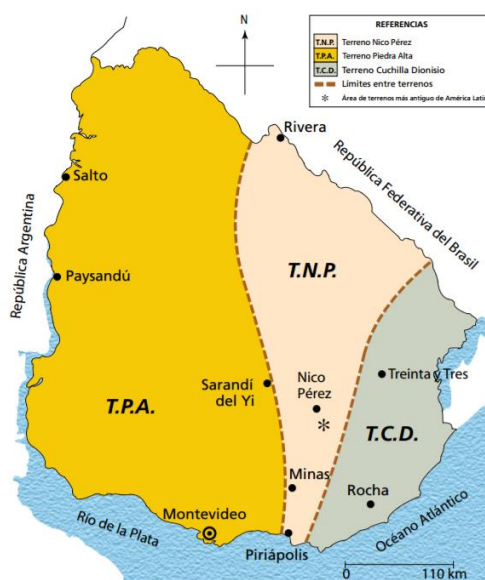 N
REFERENCIAS
T.N.P. Terreno Nico Pérez
T.P.A. Terreno Piedra Alta
T.C.D. Terreno Cuchilla Dionisio
Límites entre terrenos
Área de terrenos más antiguo de América Lati
Rivera
República Federativa del Brasil
Salto
República Argentina
Paysandú
T.N.P.
Treinta y Tres
Nico
Pérez
Sarandí
del Yi
T.P.A.
T.C.D.
Minas
Rocha
Montevideo
Río de la Plata
Océano Atlántico
Piriápolis
0 110 km